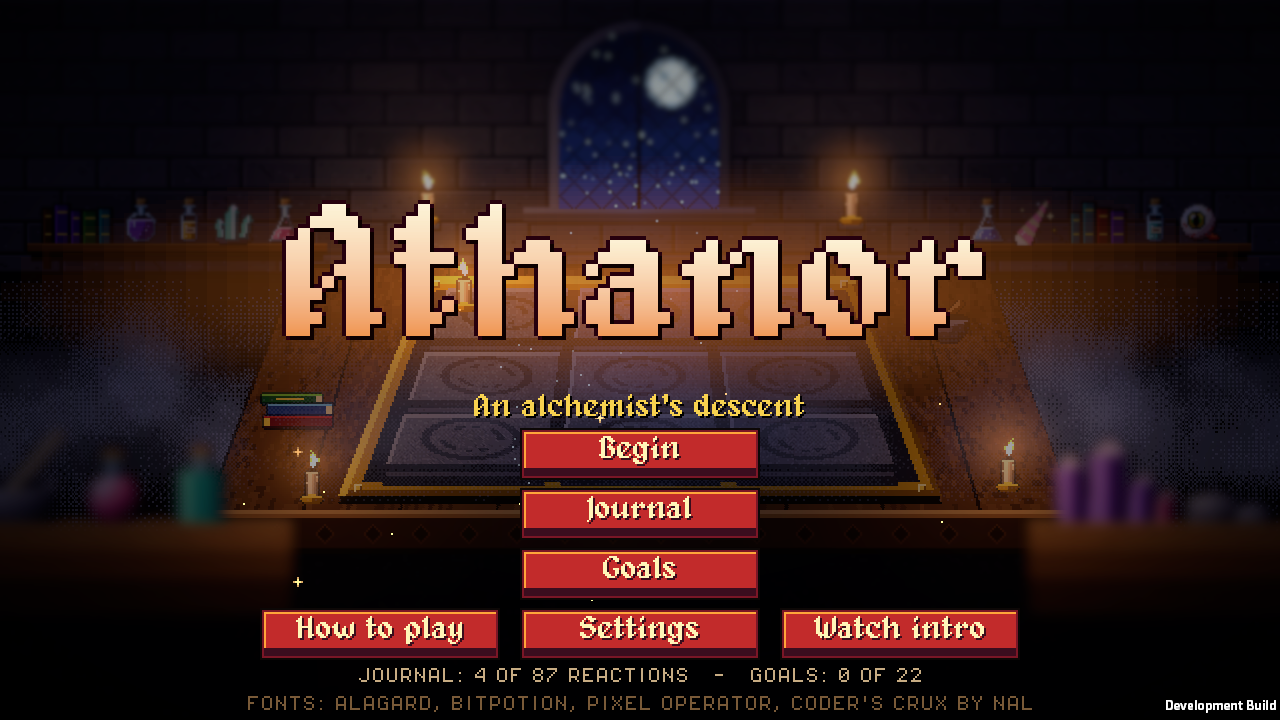 Athanor
An alchemist's descent
Begin
Journal
Goals
How to play
Settings
Watch intro
JOURNAL: 4 OF 87 REACTIONS - GOALS: 0 OF 22
FONTS: ALAGARD, BITPOTION, PIXEL OPERATOR, CODER'S CRUX BY NAL
Development Build